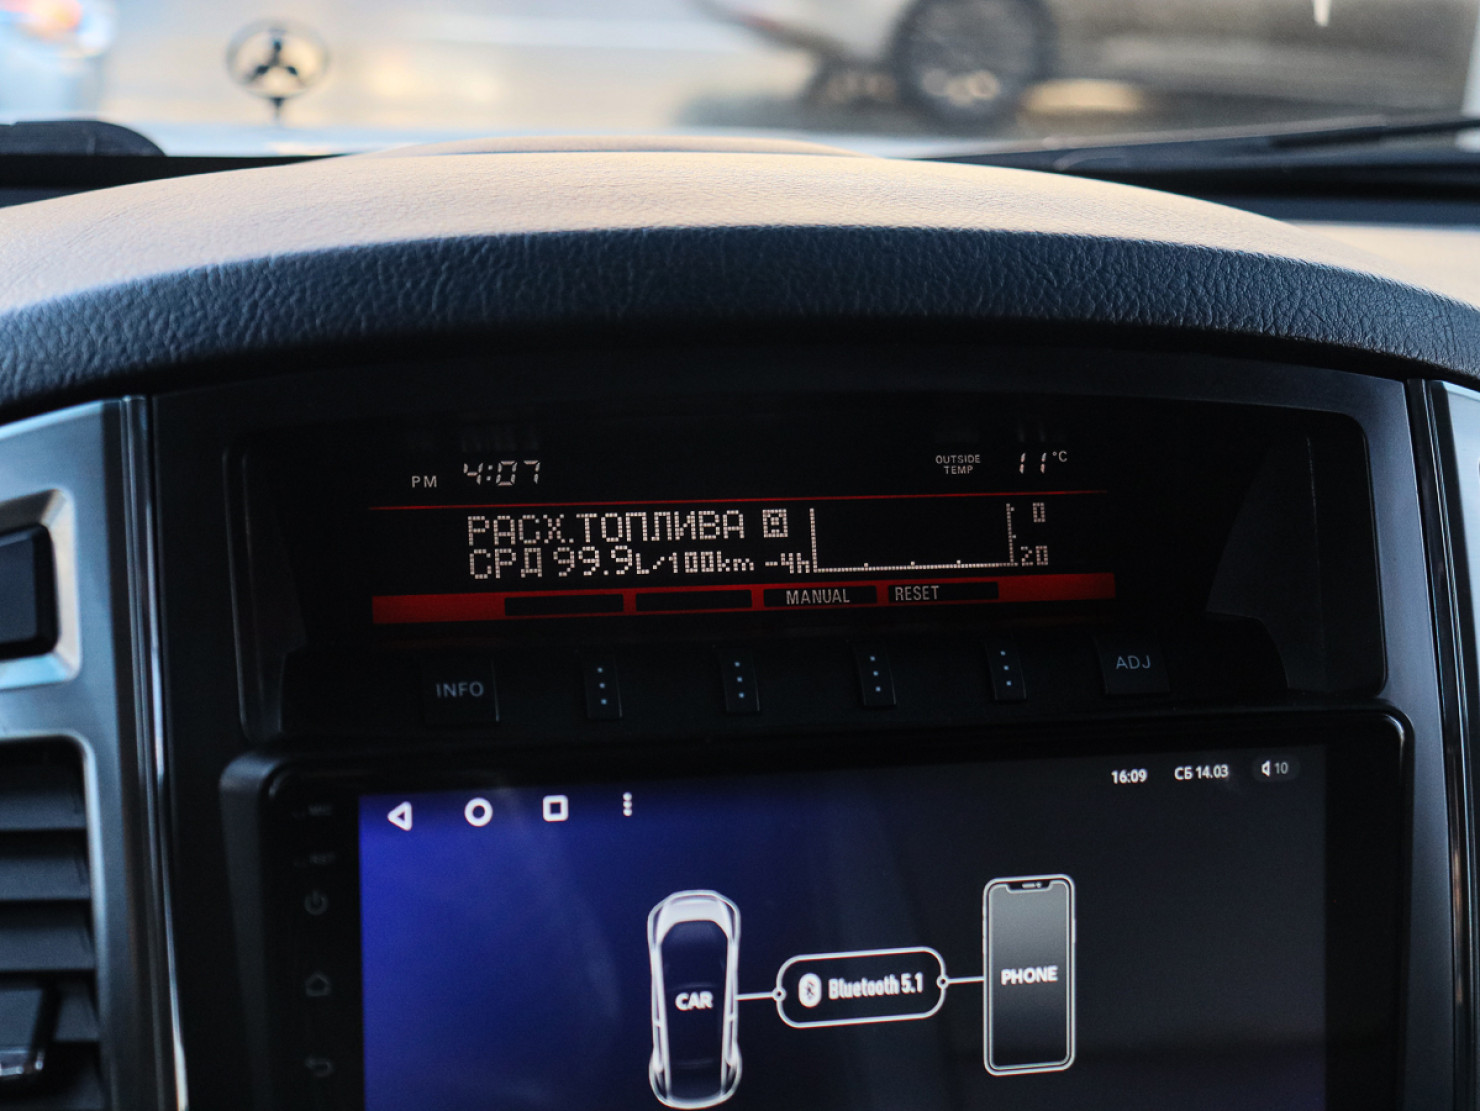 PM 4:07
OUTSIDE TEMP 11°C
РАСХ.ТОПЛИВА A 0
СРД 99.9L/100km -4h 20
MANUAL RESET
INFO ADJ
16:09 СБ 14.03 10
CAR Bluetooth 5.1 PHONE